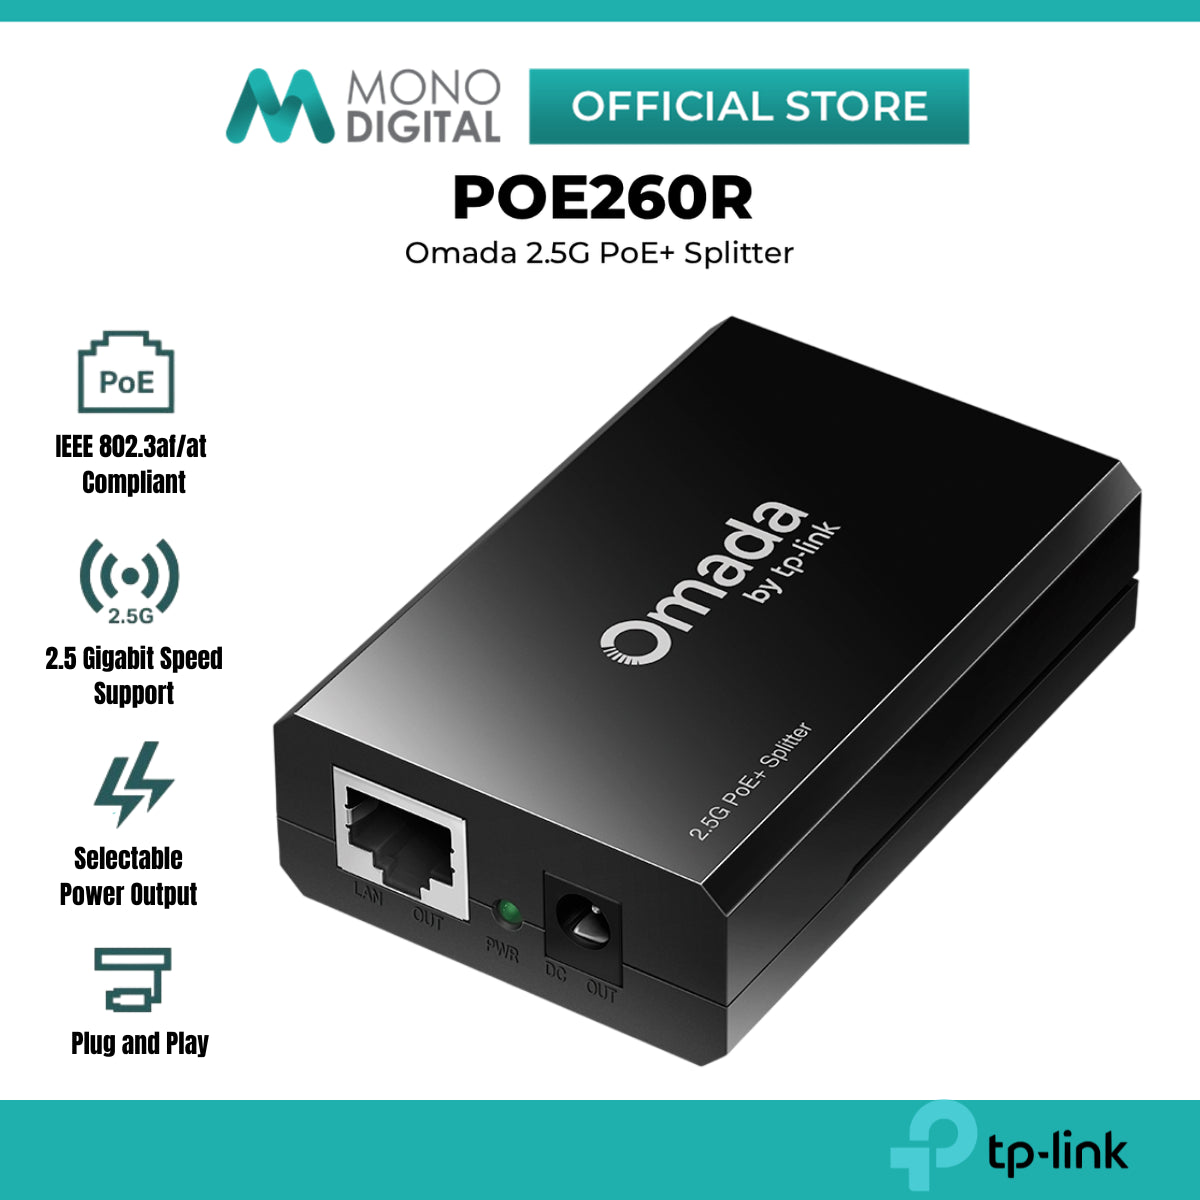 MONO
DIGITAL
OFFICIAL STORE
POE260R
Omada 2.5G PoE+ Splitter
PoE
IEEE 802.3af/at
Compliant
2.5G
2.5 Gigabit Speed
Support
Selectable
Power Output
Plug and Play
Omada
by tp-link
2.5G PoE+ Splitter
LAN OUT
PWR
DC OUT
tp-link